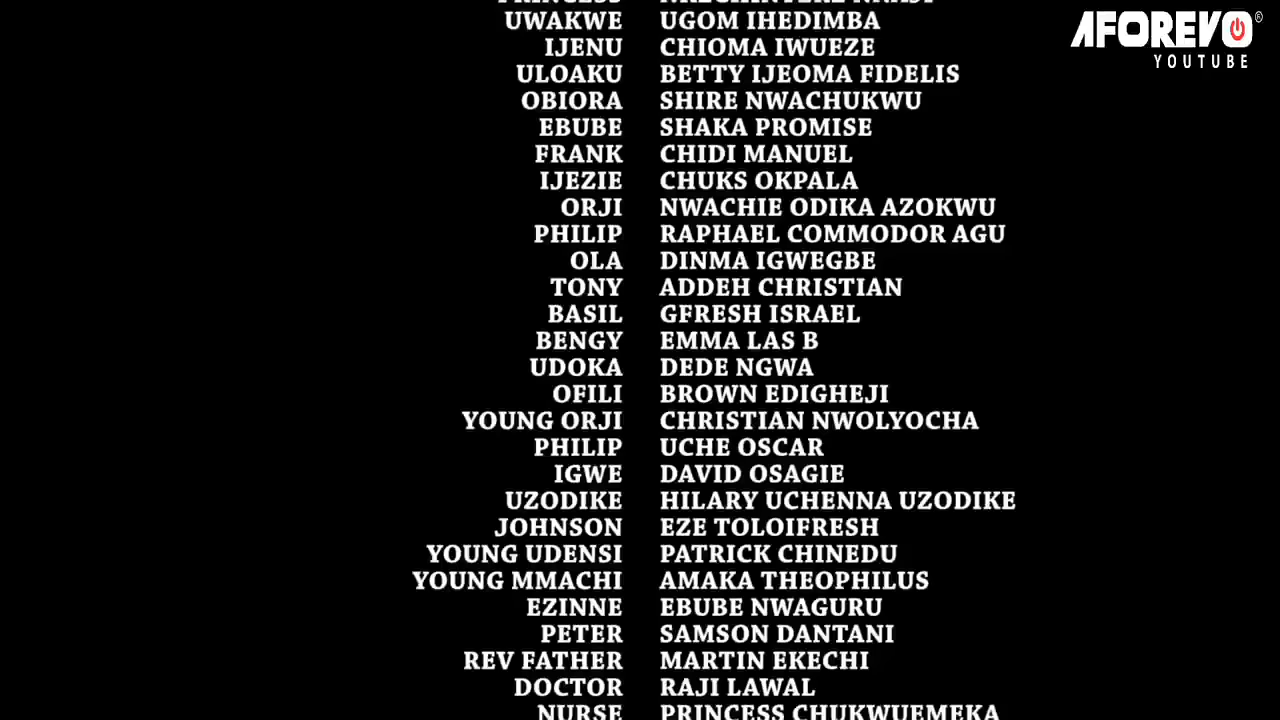 AFOREVO®
YOUTUBE
UWAKWE UGOM IHEDIMBA
IJENU CHIOMA IWUEZE
ULOAKU BETTY IJEOMA FIDELIS
OBIORA SHIRE NWACHUKWU
EBUBE SHAKA PROMISE
FRANK CHIDI MANUEL
IJEZIE CHUKS OKPALA
ORJI NWACHIE ODIKA AZOKWU
PHILIP RAPHAEL COMMODOR AGU
OLA DINMA IGWEGBE
TONY ADDEH CHRISTIAN
BASIL GFRESH ISRAEL
BENGY EMMA LAS B
UDOKA DEDE NGWA
OFILI BROWN EDIGHEJI
YOUNG ORJI CHRISTIAN NWOLYOCHA
PHILIP UCHE OSCAR
IGWE DAVID OSAGIE
UZODIKE HILARY UCHENNA UZODIKE
JOHNSON EZE TOLOIFRESH
YOUNG UDENSI PATRICK CHINEDU
YOUNG MMACHI AMAKA THEOPHILUS
EZINNE EBUBE NWAGURU
PETER SAMSON DANTANI
REV FATHER MARTIN EKECHI
DOCTOR RAJI LAWAL
NURSE PRINCESS CHUKWUEMEKA